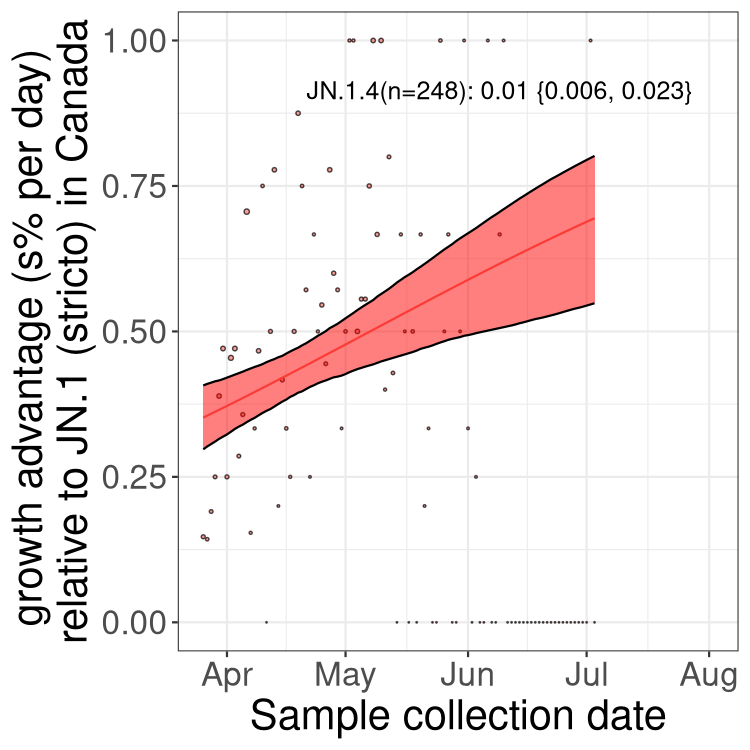 growth advantage (s% per day)
relative to JN.1 (stricto) in Canada
1.00
0.75
0.50
0.25
0.00
JN.1.4(n=248): 0.01 {0.006, 0.023}
Apr May Jun Jul Aug
Sample collection date